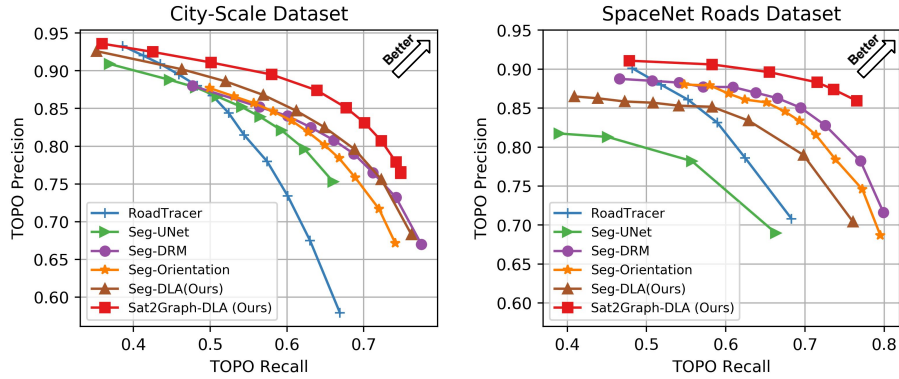 City-Scale Dataset
0.95
0.90
0.85
0.80
0.75
0.70
0.65
0.60
TOPO Precision
Better
RoadTracer
Seg-UNet
Seg-DRM
Seg-Orientation
Seg-DLA(Ours)
Sat2Graph-DLA (Ours)
0.4 0.5 0.6 0.7
TOPO Recall
SpaceNet Roads Dataset
0.95
0.90
0.85
0.80
0.75
0.70
0.65
0.60
TOPO Precision
Better
RoadTracer
Seg-UNet
Seg-DRM
Seg-Orientation
Seg-DLA(Ours)
Sat2Graph-DLA (Ours)
0.4 0.5 0.6 0.7 0.8
TOPO Recall